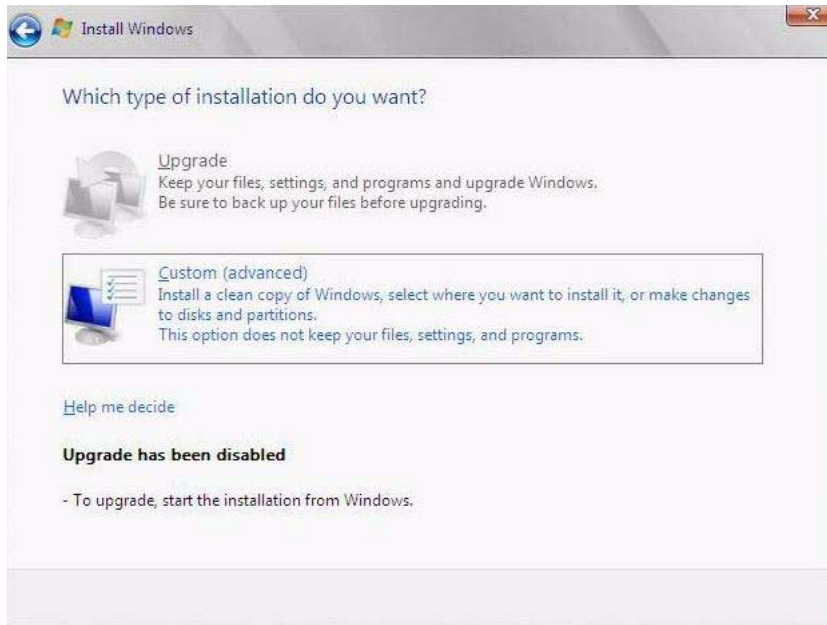 Install Windows
Which type of installation do you want?
Upgrade
Keep your files, settings, and programs and upgrade Windows.
Be sure to back up your files before upgrading.
Custom (advanced)
Install a clean copy of Windows, select where you want to install it, or make changes
to disks and partitions.
This option does not keep your files, settings, and programs.
Help me decide
Upgrade has been disabled
- To upgrade, start the installation from Windows.